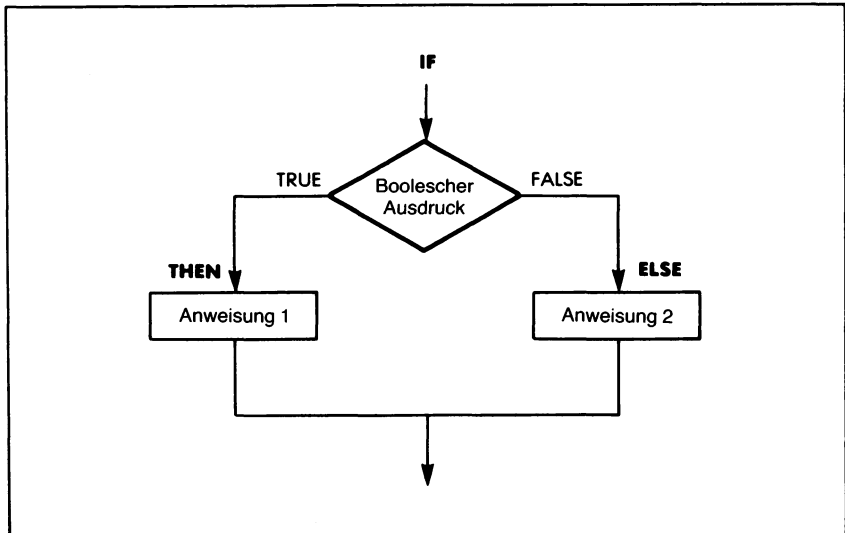 IF
TRUE
Boolescher
Ausdruck
FALSE
THEN
ELSE
Anweisung 1
Anweisung 2